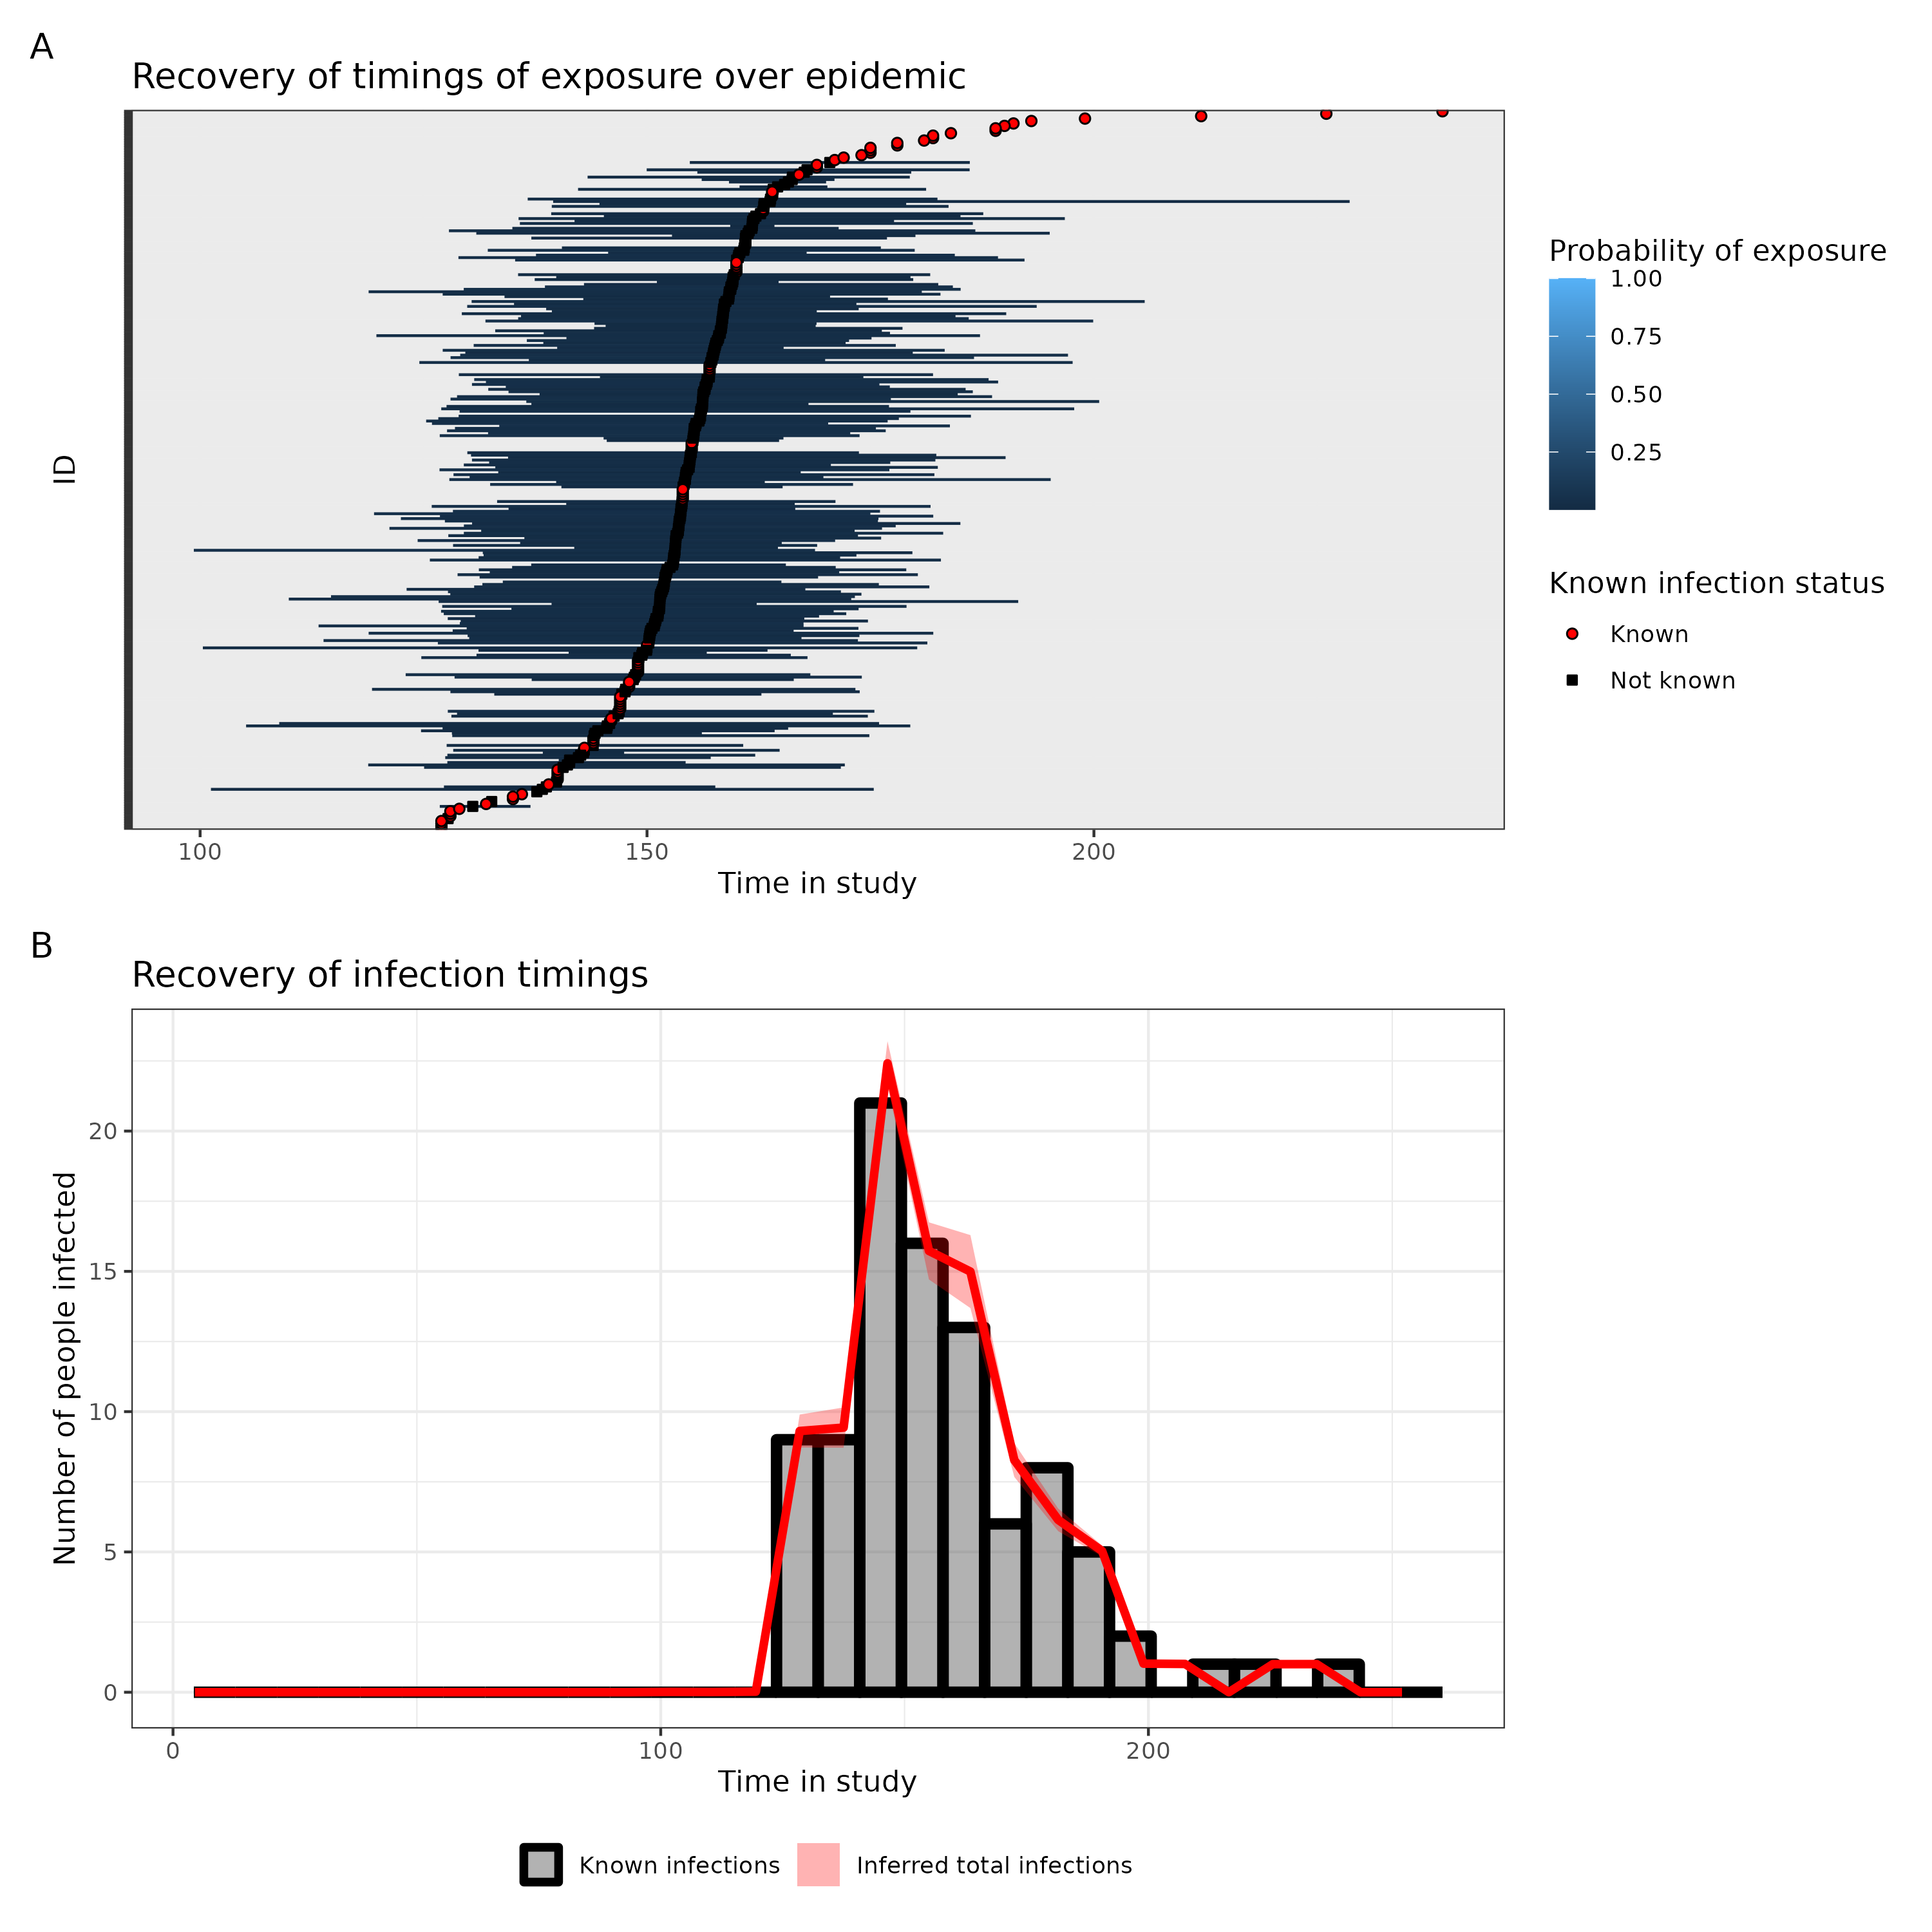 A
Recovery of timings of exposure over epidemic
ID
100 150 200
Time in study
Probability of exposure
1.00
0.75
0.50
0.25
Known infection status
Known
Not known
B
Recovery of infection timings
Number of people infected
20
15
10
5
0
0 100 200
Time in study
Known infections Inferred total infections